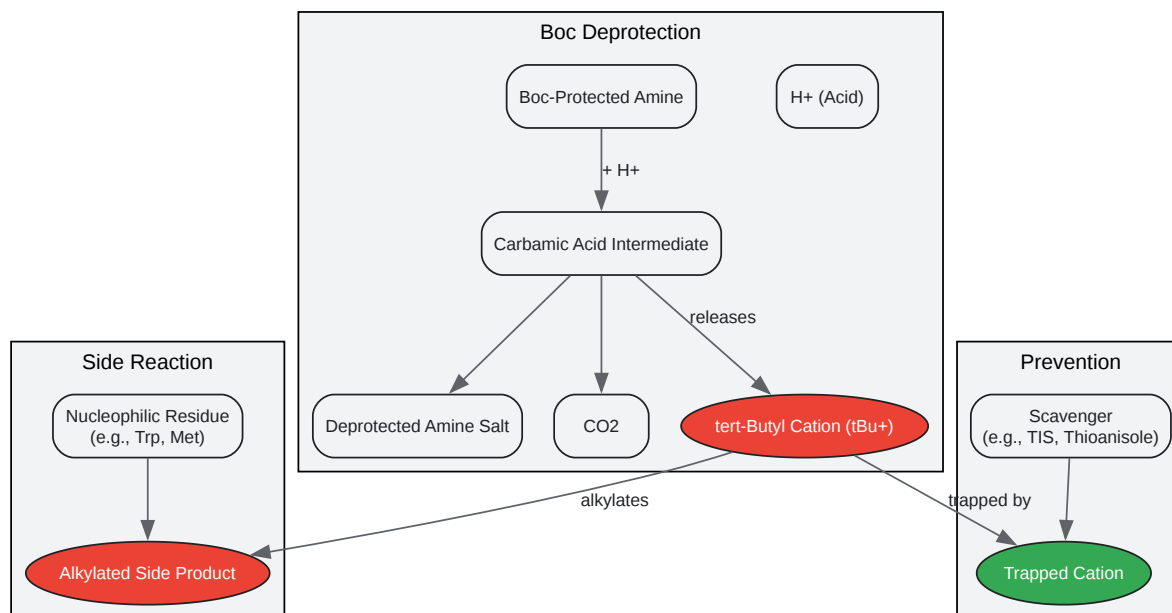 Boc Deprotection
Boc-Protected Amine
H+ (Acid)
+ H+
Carbamic Acid Intermediate
releases
Deprotected Amine Salt
CO2
tert-Butyl Cation (tBu+)
Side Reaction
Nucleophilic Residue
(e.g., Trp, Met)
alkylates
Alkylated Side Product
Prevention
Scavenger
(e.g., TIS, Thioanisole)
trapped by
Trapped Cation